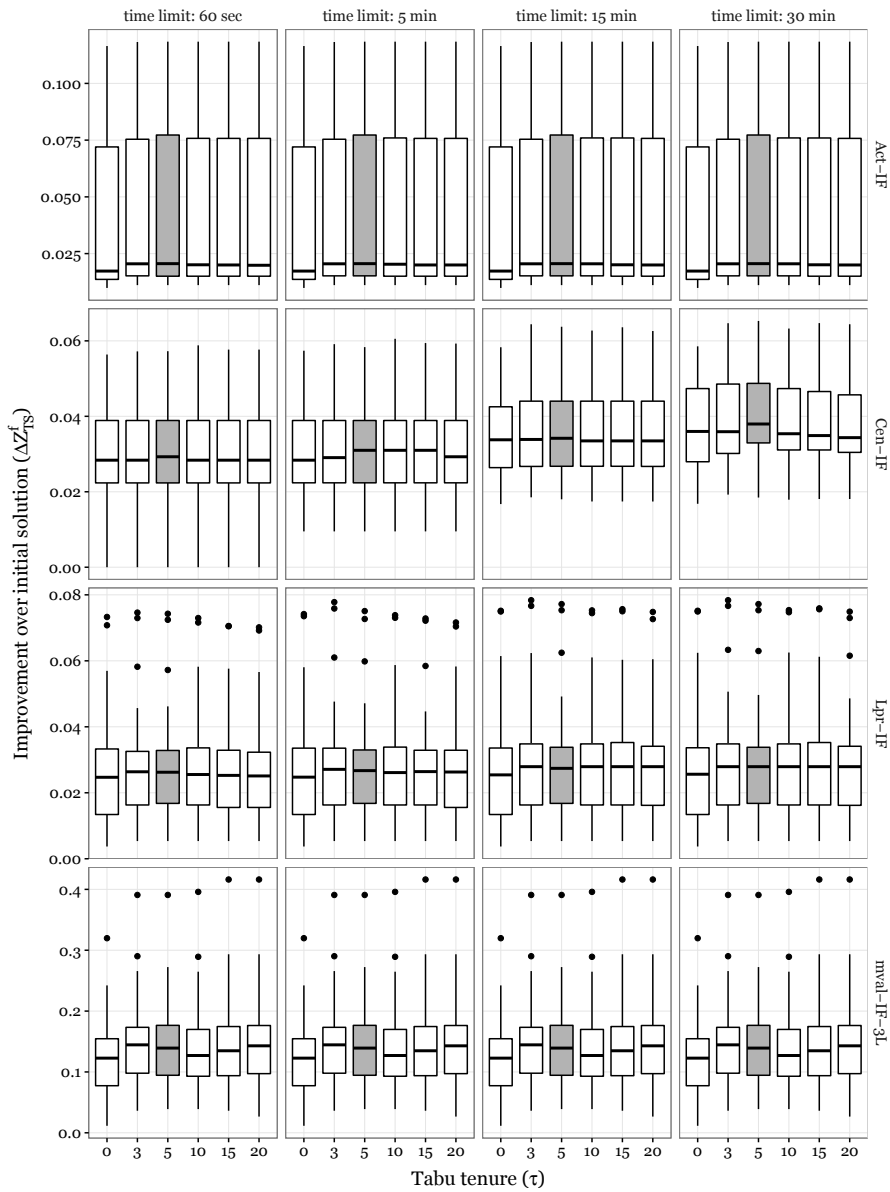 time limit: 60 sec time limit: 5 min time limit: 15 min time limit: 30 min
0.100
0.075
0.050
0.025
Act−IF
0.06
0.04
0.02
0.00
Cen−IF
0.08
0.06
0.04
0.02
0.00
Lpr−IF
0.4
0.3
0.2
0.1
0.0
mval−IF−3L
0 3 5 10 15 20 0 3 5 10 15 20 0 3 5 10 15 20 0 3 5 10 15 20
Tabu tenure (τ)
Improvement over initial solution (ΔZ^f_TS)